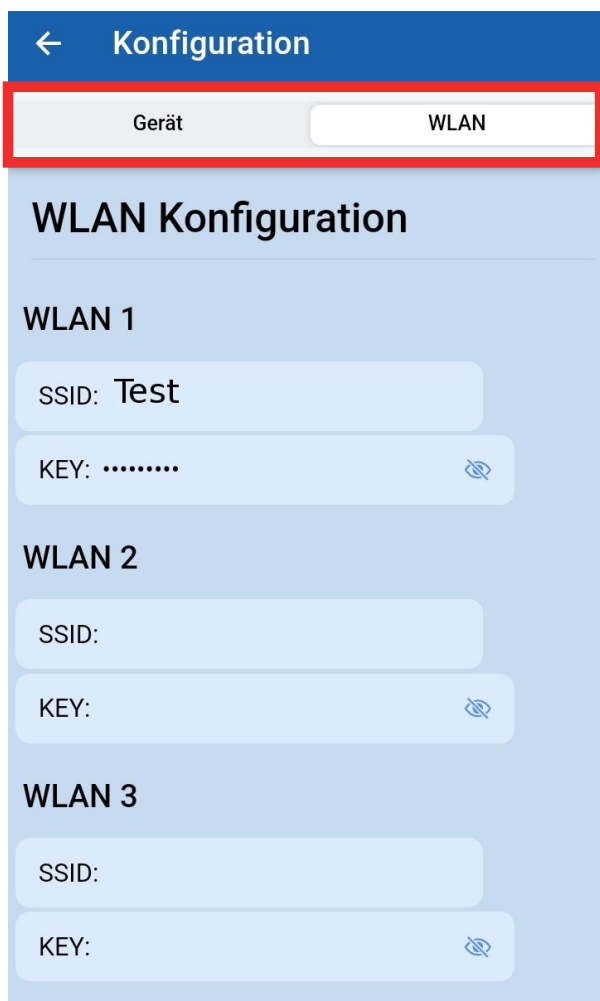 Konfiguration
Gerät WLAN
WLAN Konfiguration
WLAN 1
SSID: Test
KEY: •••••••••
WLAN 2
SSID:
KEY:
WLAN 3
SSID:
KEY: